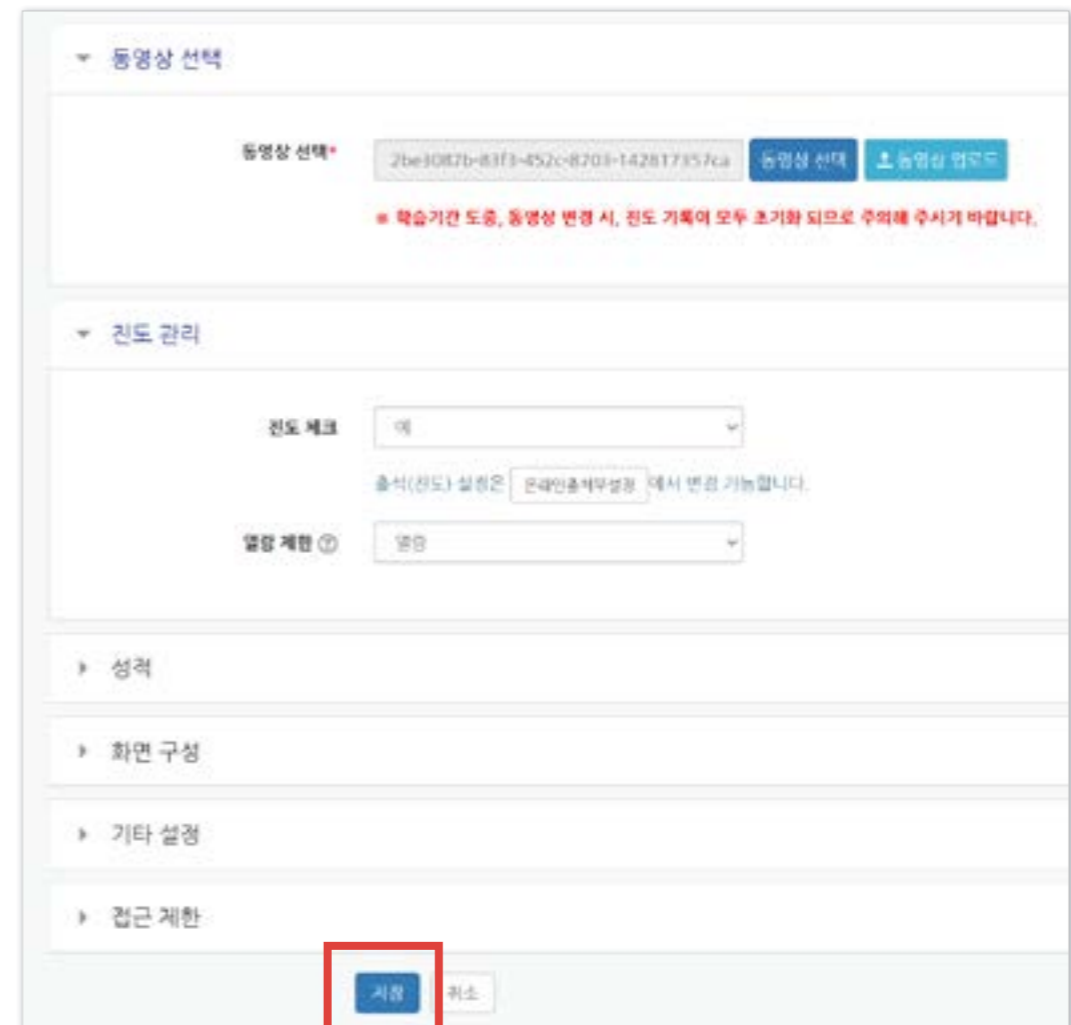 동영상 선택
동영상 선택*
2be3087b-83f3-452c-8703-142817357ca 동영상 선택 동영상 업로드
※ 학습기간 도중, 동영상 변경 시, 진도 기록이 모두 초기화 되므로 주의해 주시기 바랍니다.
진도 관리
진도 체크 예
출석(진도) 설정은 온라인출석부설정 에서 변경 가능합니다.
열람 제한 열람
성적
화면 구성
기타 설정
접근 제한
저장 취소